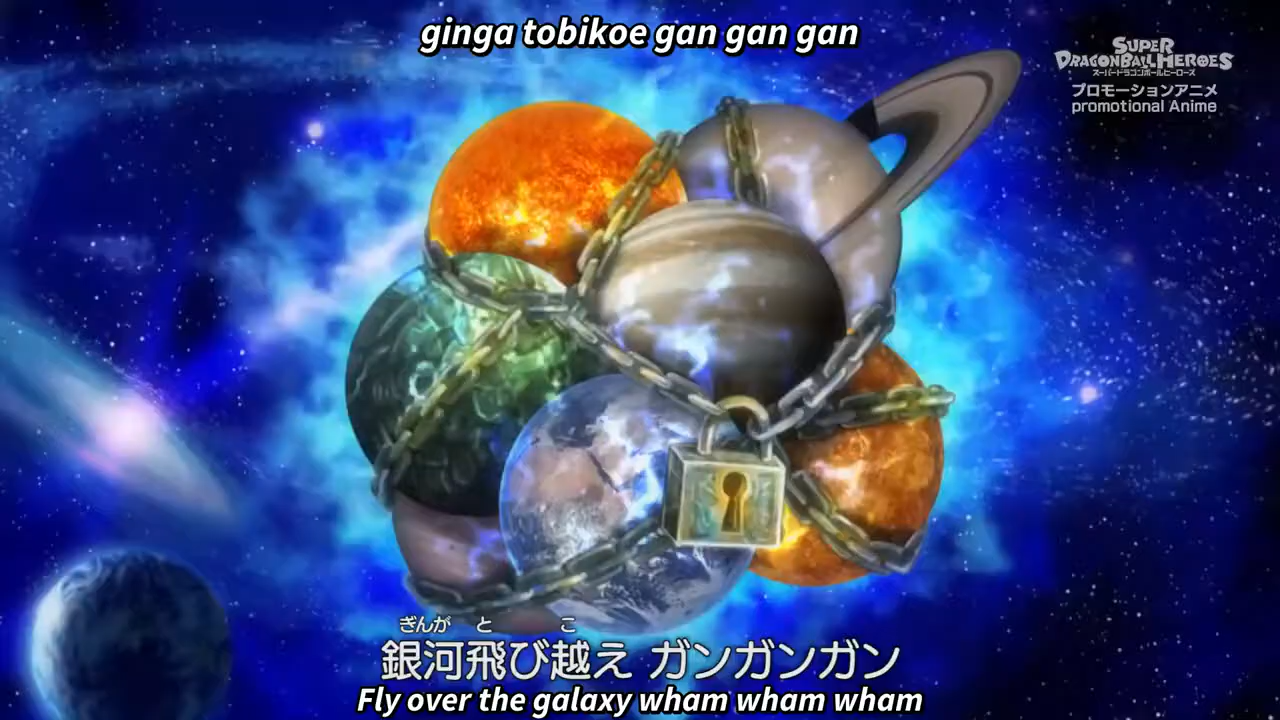 ginga tobikoe gan gan gan
SUPER
DRAGONBALL HEROES
スーパードラゴンボールヒーローズ
プロモーションアニメ
promotional Anime
ぎんが と こ
銀河飛び越え ガンガンガン
Fly over the galaxy wham wham wham